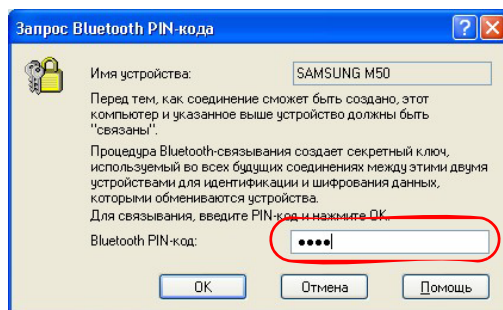 Запрос Bluetooth PIN-кода
Имя устройства: SAMSUNG M50
Перед тем, как соединение сможет быть создано, этот
компьютер и указанное выше устройство должны быть
"связаны".
Процедура Bluetooth-связывания создает секретный ключ,
используемый во всех будущих соединениях между этими двумя
устройствами для идентификации и шифрования данных,
которыми обмениваются устройства.
Для связывания, введите PIN-код и нажмите OK.
Bluetooth PIN-код: ●●●●
OK Отмена Помощь